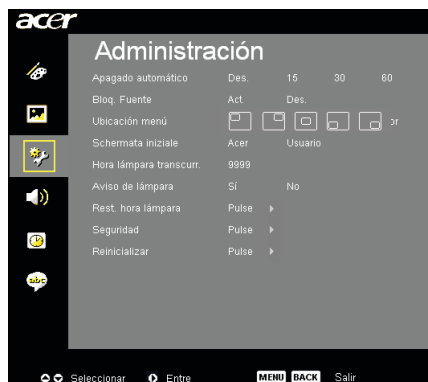 acer
Administración
Apagado automático Des. 15 30 60
Bloq. Fuente Act. Des.
Ubicación menú or
Schermata iniziale Acer Usuario
Hora lámpara transcurr. 9999
Aviso de lámpara Sí No
Rest. hora lámpara Pulse
Seguridad Pulse
Reinicializar Pulse
abc
Seleccionar Entre MENU BACK Salir